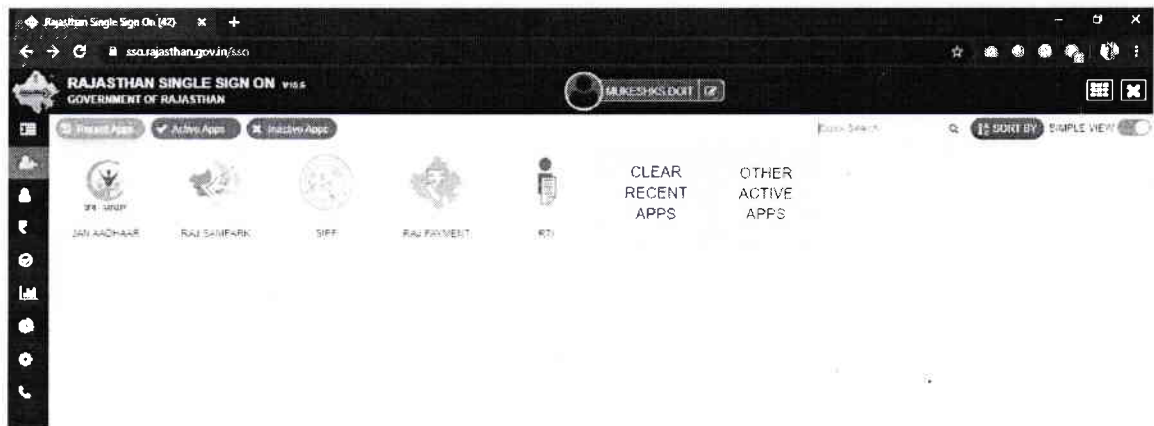 Rajasthan Single Sign On (42)
sso.rajasthan.gov.in/sso
RAJASTHAN SINGLE SIGN ON V10.6
GOVERNMENT OF RAJASTHAN
MUKESHKS.DOIT
Recent Apps
Active Apps
Inactive Apps
Quick Search
SORT BY
SIMPLE VIEW
JAN AADHAAR
RAJ SAMPARK
SIPF
RAJ PAYMENT
RTI
CLEAR
RECENT
APPS
OTHER
ACTIVE
APPS